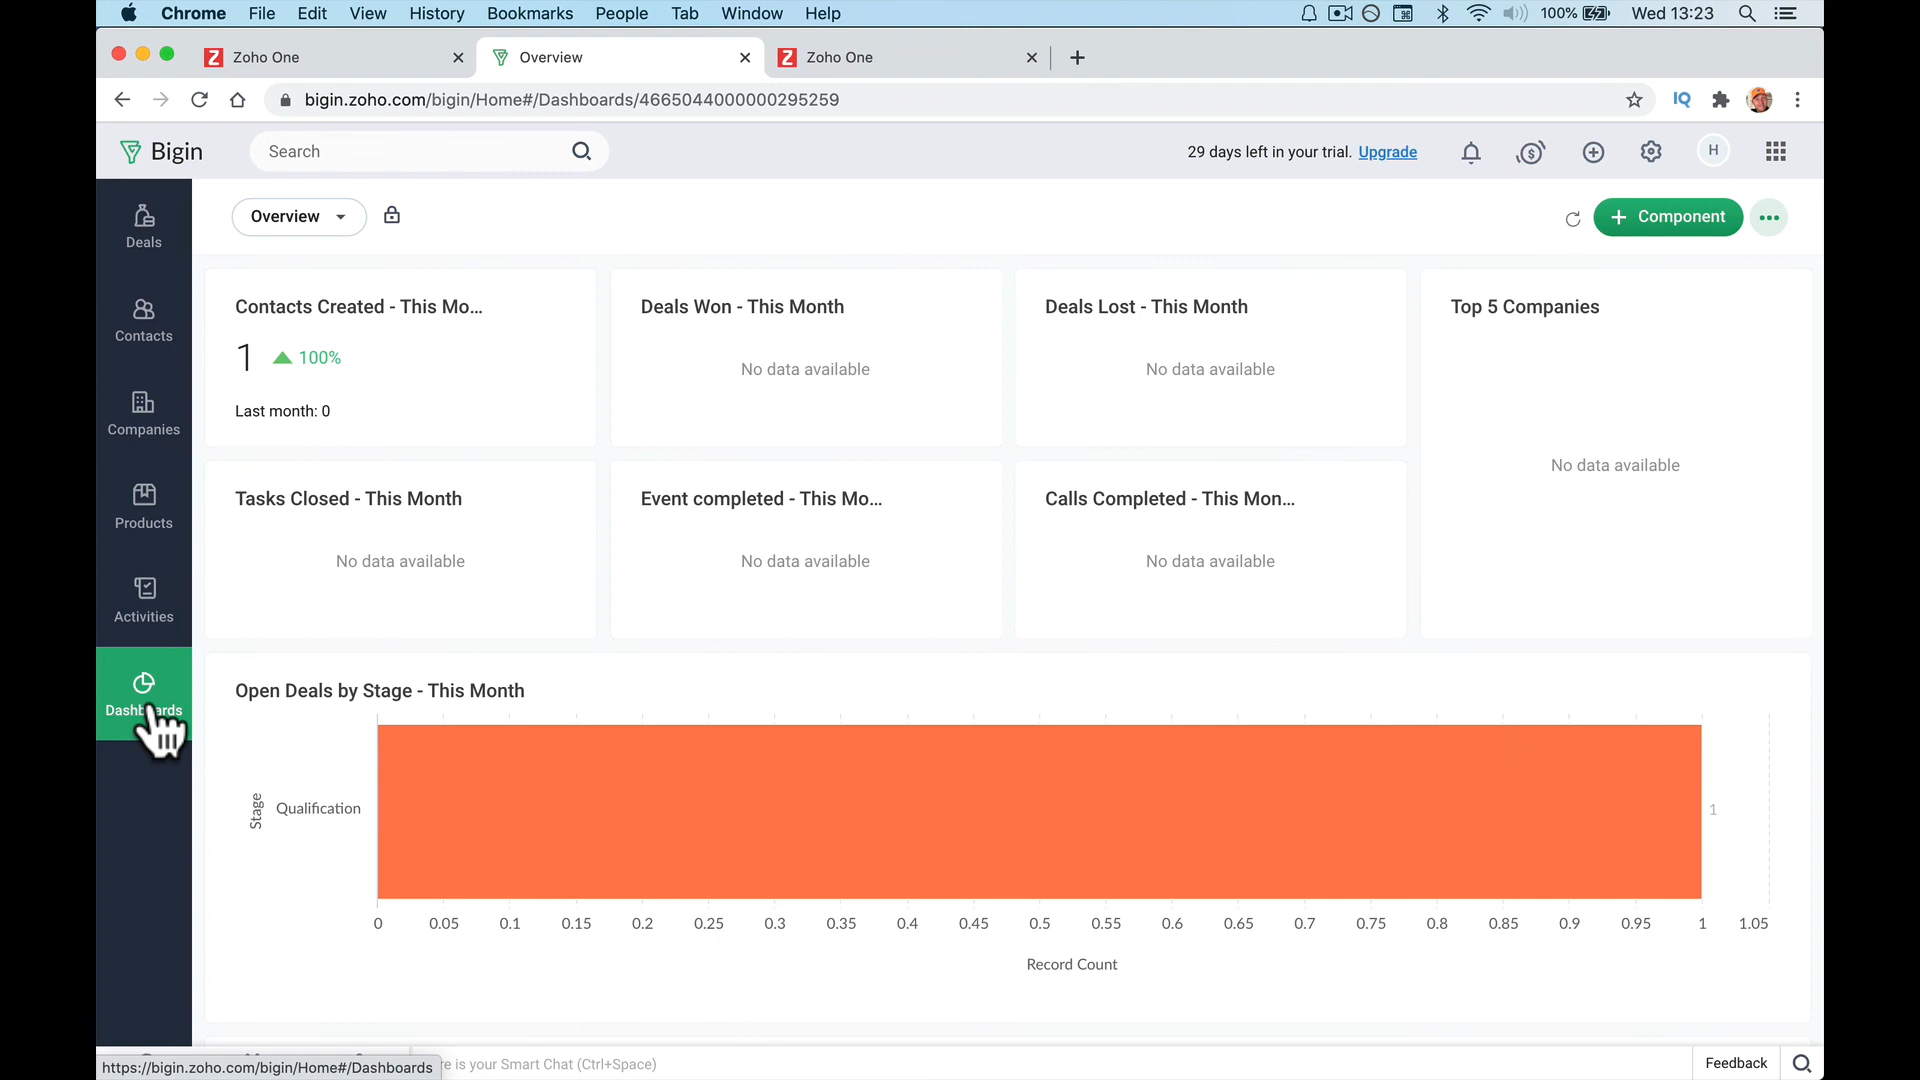 Chrome File Edit View History Bookmarks People Tab Window Help 100% Wed 13:23
Zoho One Overview Zoho One
bigin.zoho.com/bigin/Home#/Dashboards/4665044000000295259 IQ
Bigin Search 29 days left in your trial. Upgrade H
Overview + Component
Deals
Contacts
Companies
Products
Activities
Contacts Created - This Mo...
1 100%
Last month: 0
Deals Won - This Month
No data available
Deals Lost - This Month
No data available
Top 5 Companies
No data available
Tasks Closed - This Month
No data available
Event completed - This Mo...
No data available
Calls Completed - This Mon...
No data available
Open Deals by Stage - This Month
Stage
Qualification
1
0 0.05 0.1 0.15 0.2 0.25 0.3 0.35 0.4 0.45 0.5 0.55 0.6 0.65 0.7 0.75 0.8 0.85 0.9 0.95 1 1.05
Record Count
https://bigin.zoho.com/bigin/Home#/Dashboards
is your Smart Chat (Ctrl+Space)
Feedback